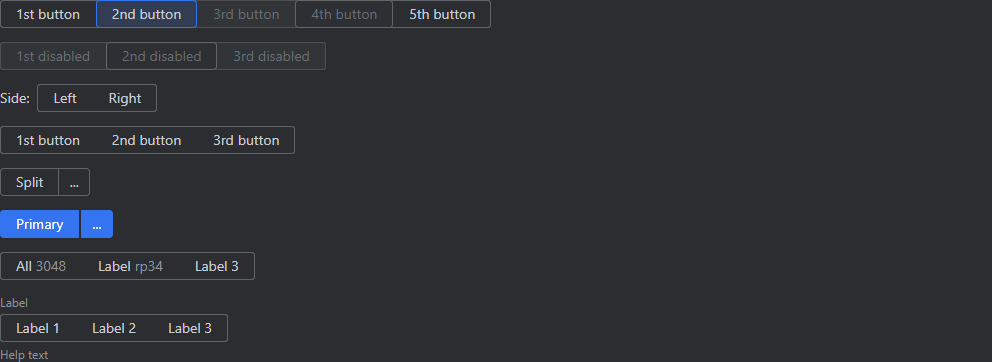 1st button 2nd button 3rd button 4th button 5th button
1st disabled 2nd disabled 3rd disabled
Side: Left Right
1st button 2nd button 3rd button
Split ...
Primary ...
All 3048 Label rp34 Label 3
Label
Label 1 Label 2 Label 3
Help text